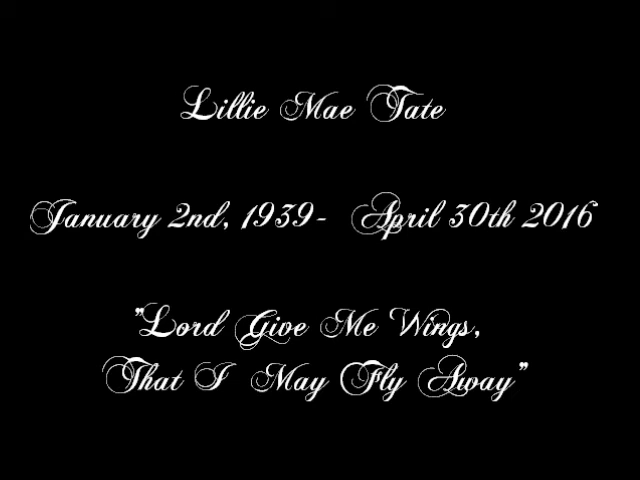 Lillie Mae Tate
January 2nd, 1939- April 30th 2016
"Lord Give Me Wings,
That I May Fly Away"